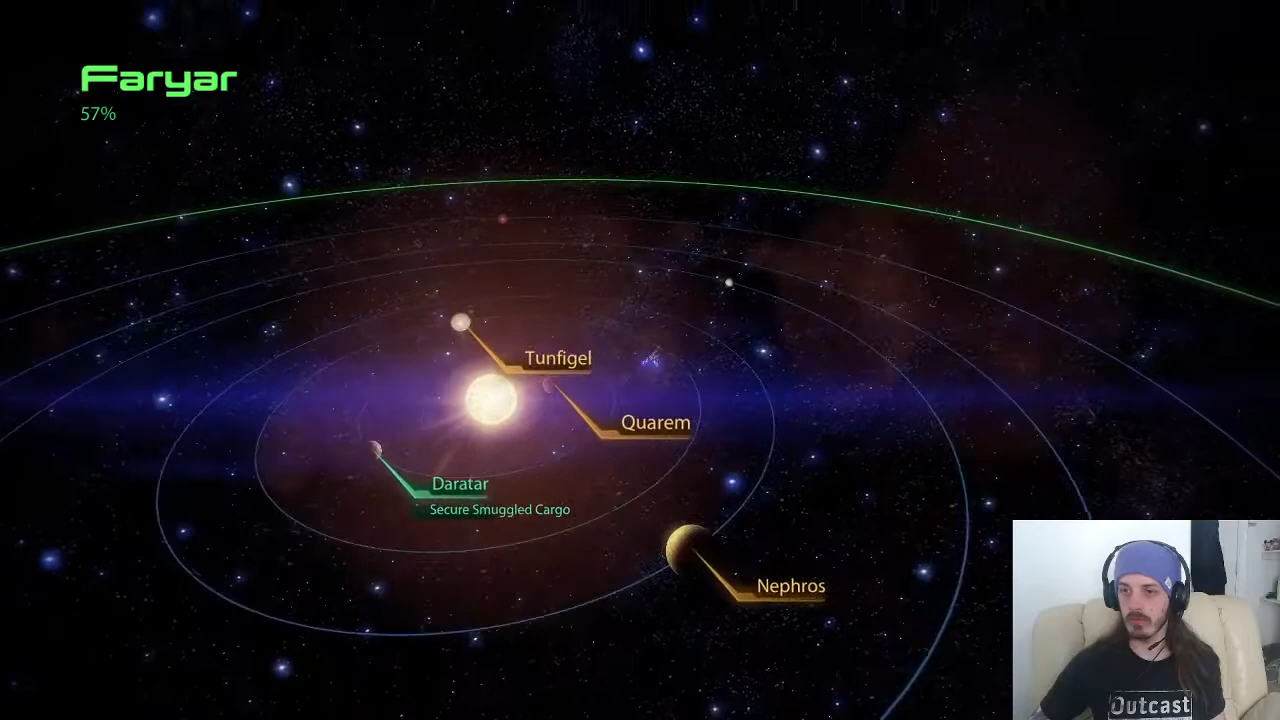 Faryar
57%
Tunfigel
Quarem
Daratar
Secure Smuggled Cargo
Nephros
Outcast